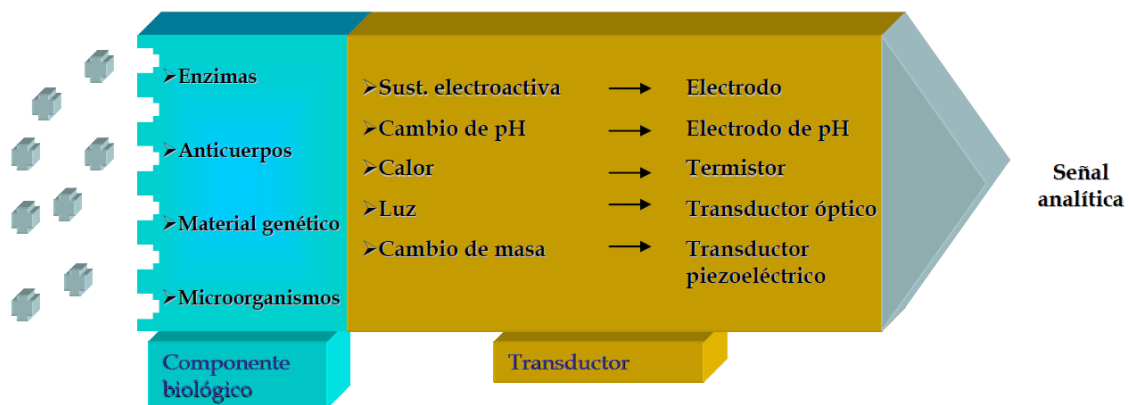 ➢Enzimas
➢Anticuerpos
➢Material genético
➢Microorganismos
➢Sust. electroactiva → Electrodo
➢Cambio de pH → Electrodo de pH
➢Calor → Termistor
➢Luz → Transductor óptico
➢Cambio de masa → Transductor
piezoeléctrico
Señal
analítica
Componente
biológico
Transductor